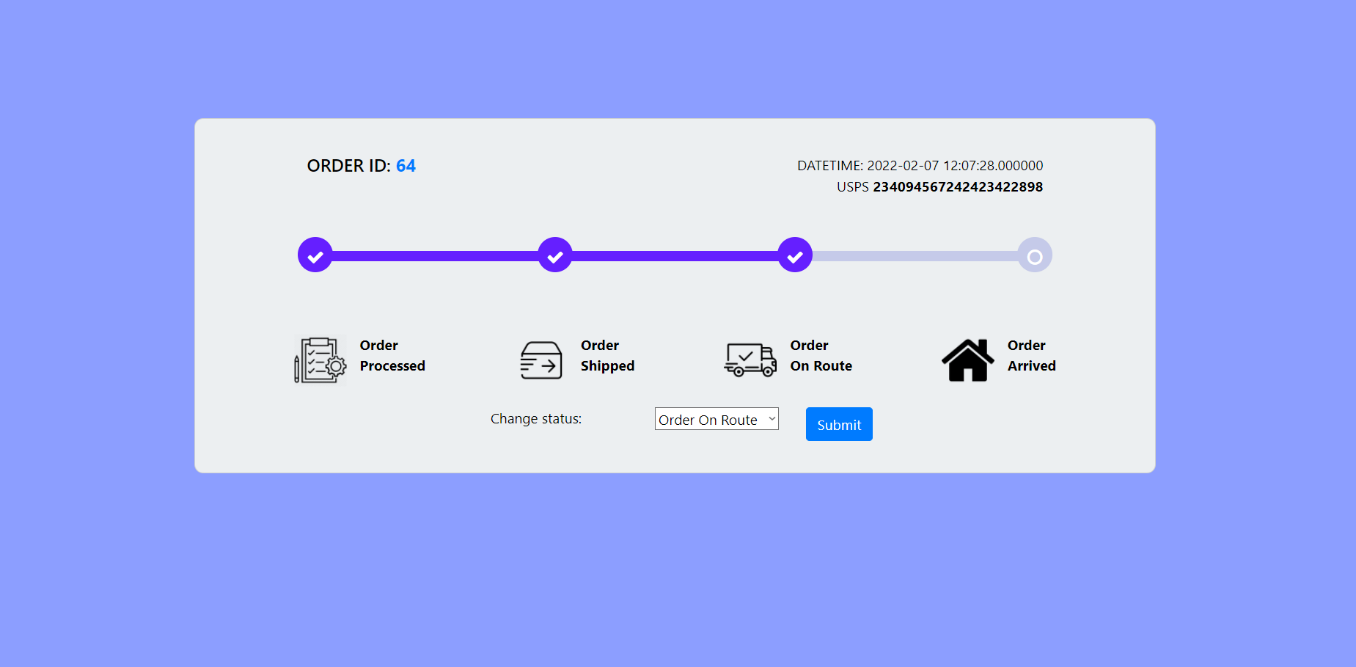 ORDER ID: 64
DATETIME: 2022-02-07 12:07:28.000000
USPS 234094567242423422898
Order
Processed
Order
Shipped
Order
On Route
Order
Arrived
Change status:
Order On Route
Submit